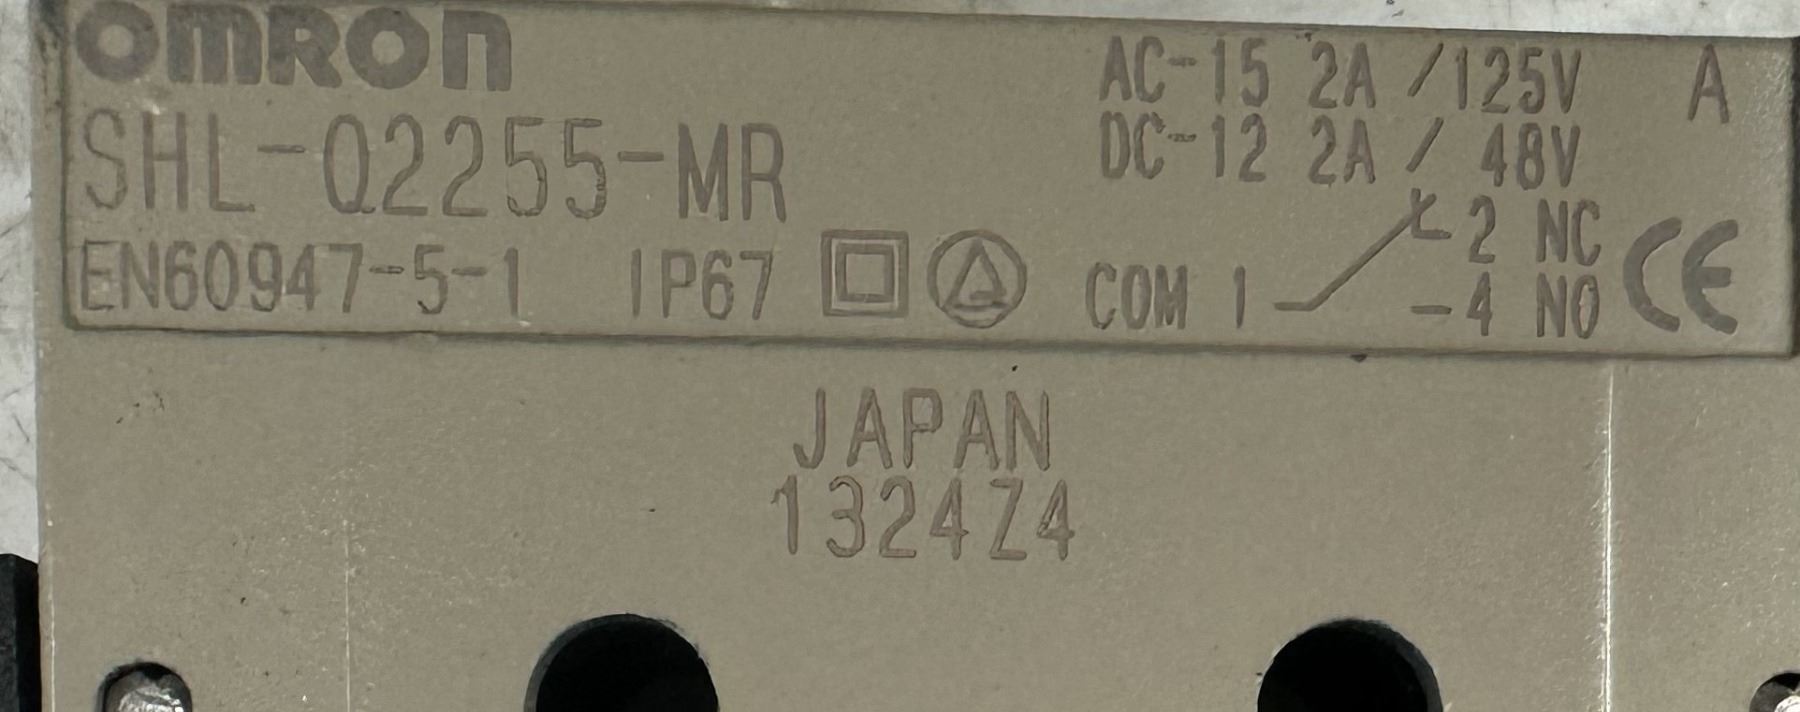 OMRON
SHL-Q2255-MR
EN60947-5-1 IP67
AC-15 2A /125V A
DC-12 2A / 48V
2 NC
COM 1 -4 NO CE
JAPAN
1324Z4